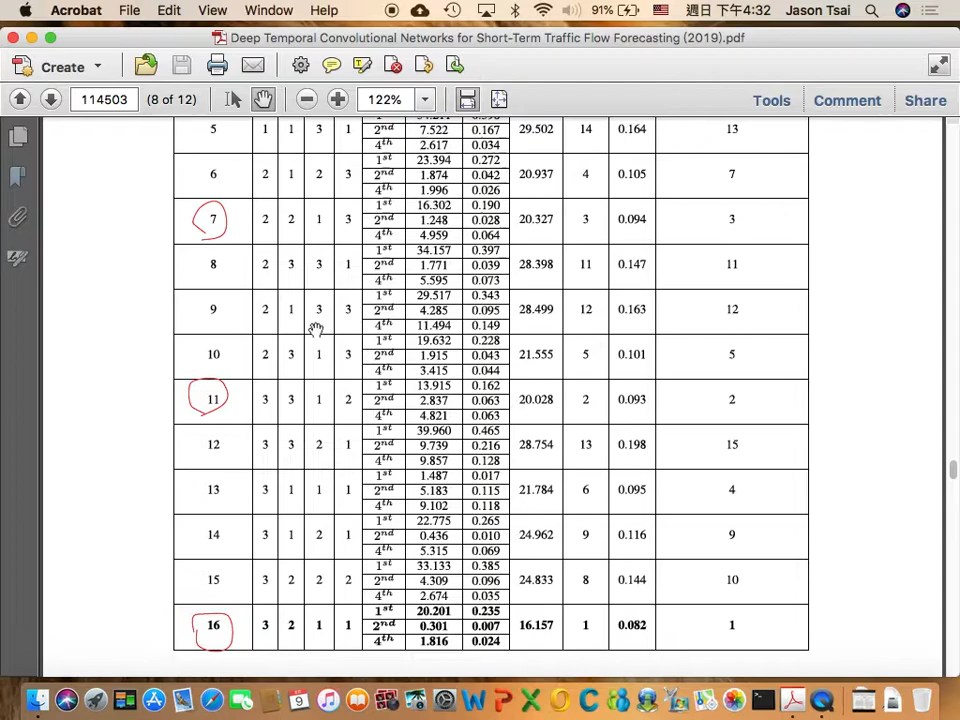 Acrobat File Edit View Window Help 91% 週日 下午4:32 Jason Tsai
Deep Temporal Convolutional Networks for Short-Term Traffic Flow Forecasting (2019).pdf
Create
114503 (8 of 12) 122% Tools Comment Share
5 1 1 3 1 2nd 7.522 0.167 29.502 14 0.164 13
4th 2.617 0.034
1st 23.394 0.272
6 2 1 2 3 2nd 1.874 0.042 20.937 4 0.105 7
4th 1.996 0.026
1st 16.302 0.190
7 2 2 1 3 2nd 1.248 0.028 20.327 3 0.094 3
4th 4.959 0.064
1st 34.157 0.397
8 2 3 3 1 2nd 1.771 0.039 28.398 11 0.147 11
4th 5.595 0.073
1st 29.517 0.343
9 2 1 3 3 2nd 4.285 0.095 28.499 12 0.163 12
4th 11.494 0.149
1st 19.632 0.228
10 2 3 1 3 2nd 1.915 0.043 21.555 5 0.101 5
4th 3.415 0.044
1st 13.915 0.162
11 3 3 1 2 2nd 2.837 0.063 20.028 2 0.093 2
4th 4.821 0.063
1st 39.960 0.465
12 3 3 2 1 2nd 9.739 0.216 28.754 13 0.198 15
4th 9.857 0.128
1st 1.487 0.017
13 3 1 1 1 2nd 5.183 0.115 21.784 6 0.095 4
4th 9.102 0.118
1st 22.775 0.265
14 3 1 2 1 2nd 0.436 0.010 24.962 9 0.116 9
4th 5.315 0.069
1st 33.133 0.385
15 3 2 2 2 2nd 4.309 0.096 24.833 8 0.144 10
4th 2.674 0.035
1st 20.201 0.235
16 3 2 1 1 2nd 0.301 0.007 16.157 1 0.082 1
4th 1.816 0.024